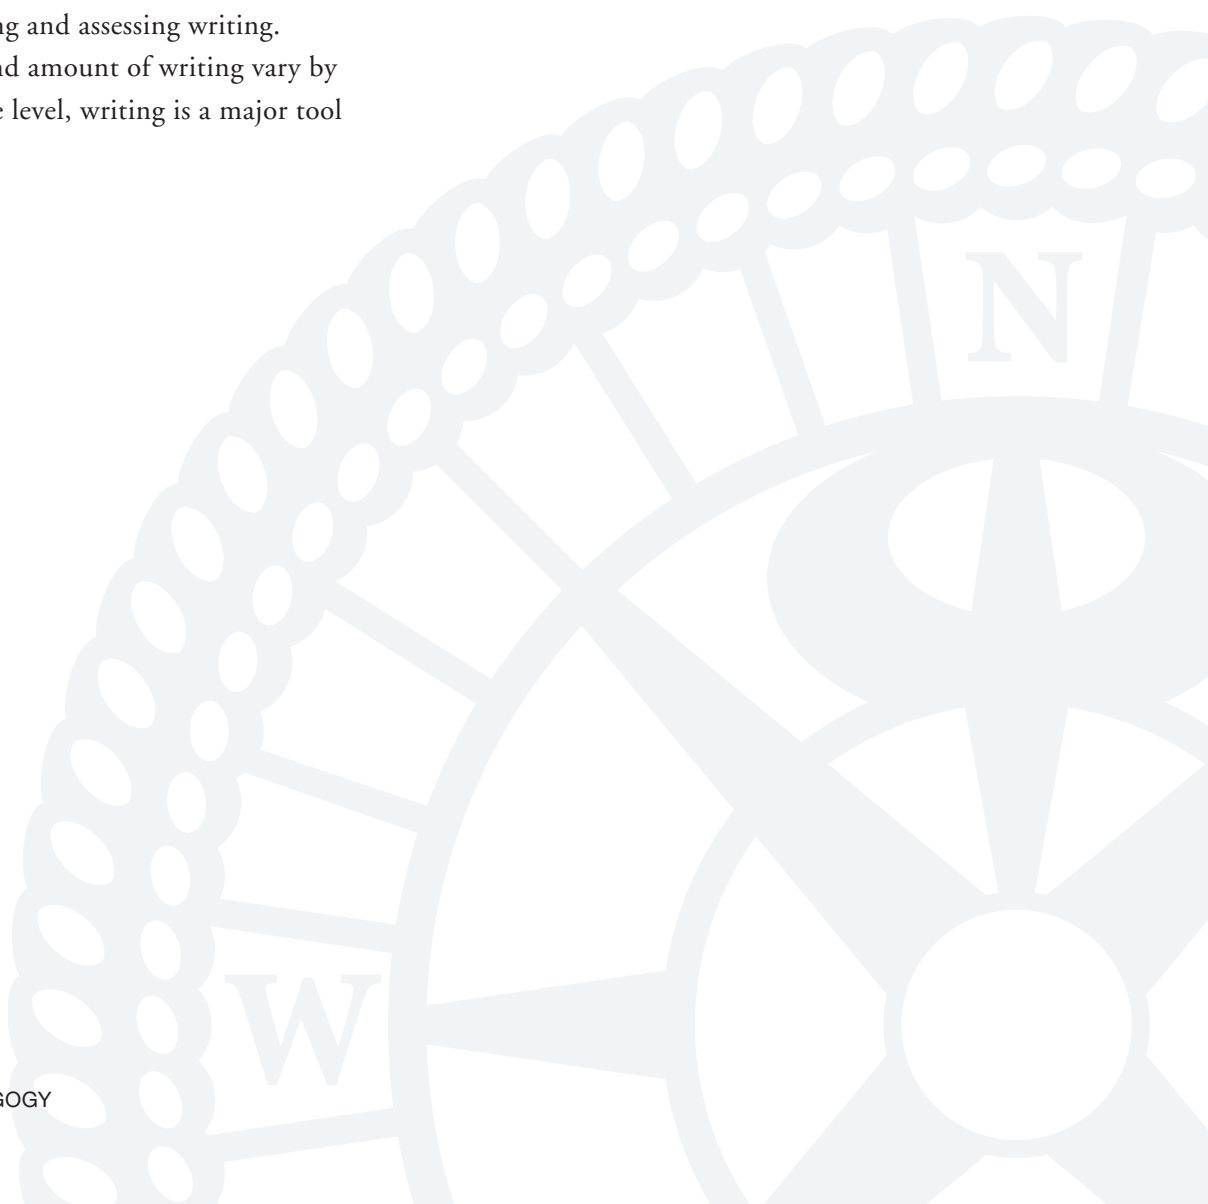 ng and assessing writing.
nd amount of writing vary by
e level, writing is a major tool
N
W
GOGY